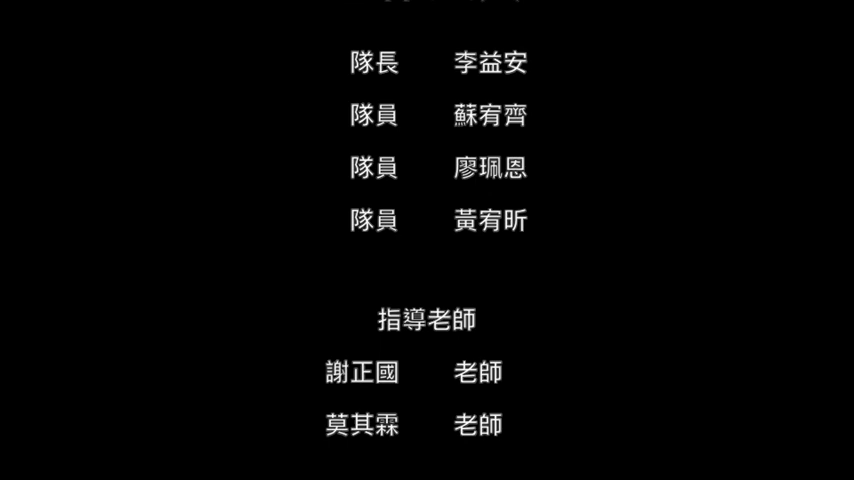 隊長 李益安
隊員 蘇宥齊
隊員 廖珮恩
隊員 黃宥昕
指導老師
謝正國 老師
莫其霖 老師